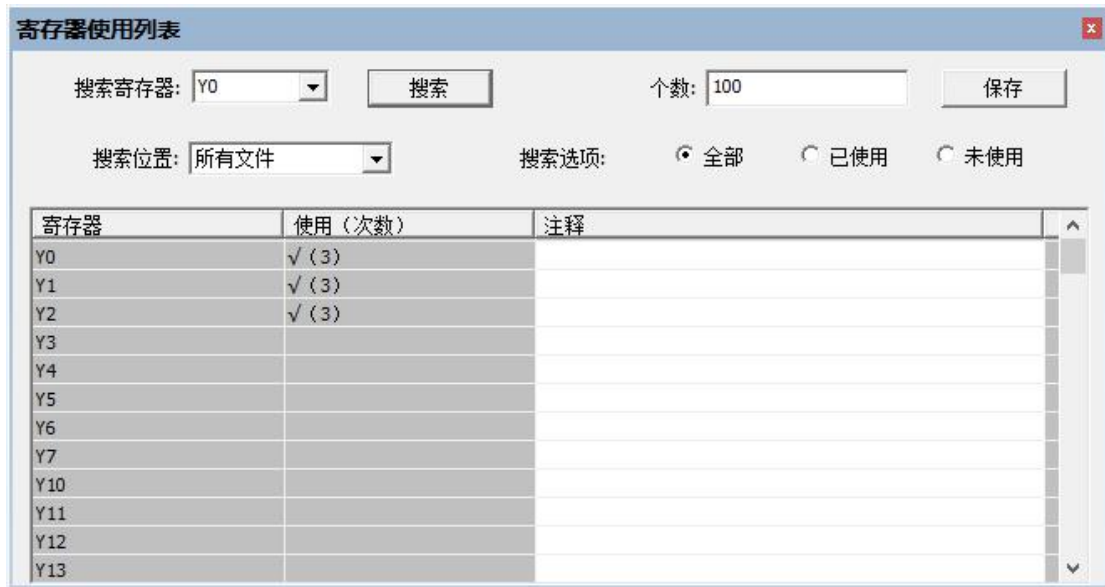 寄存器使用列表
搜索寄存器: Y0 搜索 个数: 100 保存
搜索位置: 所有文件 搜索选项: 全部 已使用 未使用
寄存器 使用（次数） 注释
Y0 √（3）
Y1 √（3）
Y2 √（3）
Y3
Y4
Y5
Y6
Y7
Y10
Y11
Y12
Y13